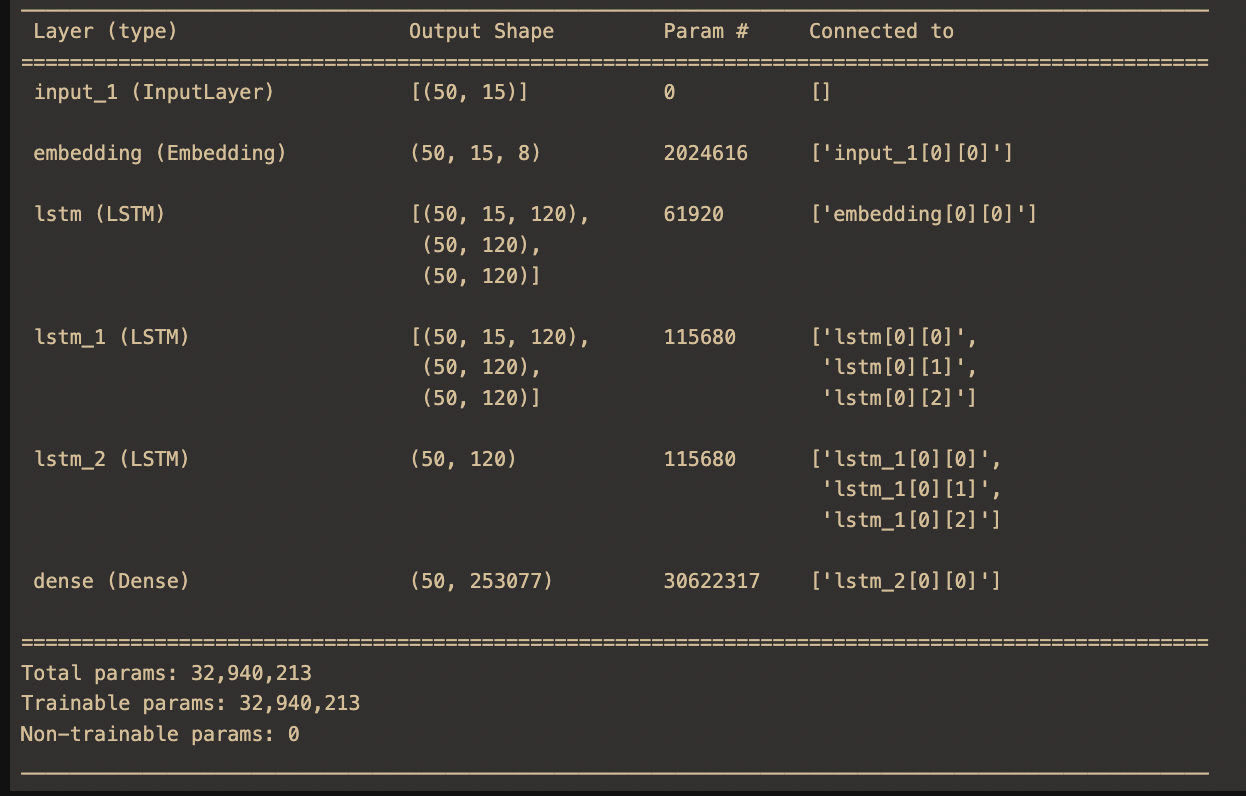 Layer (type) Output Shape Param # Connected to
==================================================================================================
input_1 (InputLayer) [(50, 15)] 0 []
embedding (Embedding) (50, 15, 8) 2024616 ['input_1[0][0]']
lstm (LSTM) [(50, 15, 120), 61920 ['embedding[0][0]']
(50, 120),
(50, 120)]
lstm_1 (LSTM) [(50, 15, 120), 115680 ['lstm[0][0]',
(50, 120), 'lstm[0][1]',
(50, 120)] 'lstm[0][2]']
lstm_2 (LSTM) (50, 120) 115680 ['lstm_1[0][0]',
'lstm_1[0][1]',
'lstm_1[0][2]']
dense (Dense) (50, 253077) 30622317 ['lstm_2[0][0]']
==================================================================================================
Total params: 32,940,213
Trainable params: 32,940,213
Non-trainable params: 0